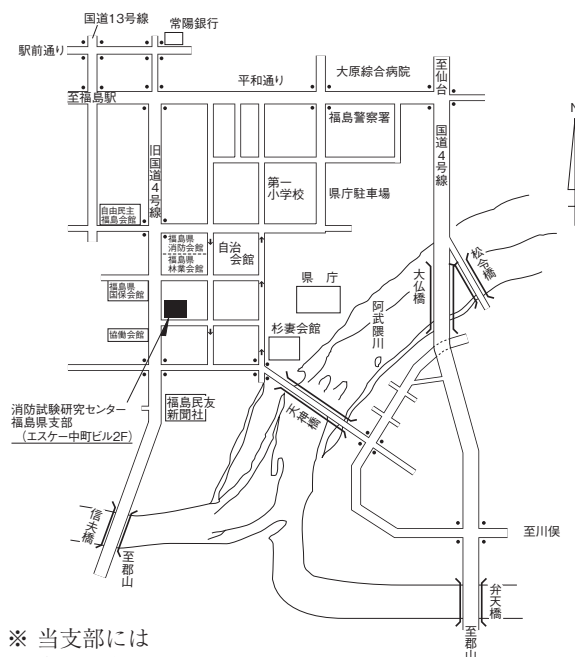 国道13号線
常陽銀行
駅前通り
平和通り
大原綜合病院
至仙台
至福島駅
福島警察署
国道4号線
旧国道4号線
第一
小学校
県庁駐車場
N
自由民主
福島会館
福島県
消防会館
福島県
林業会館
自治
会館
松令橋
大仏橋
福島県
国保会館
県 庁
阿武隈川
協働会館
杉妻会館
消防試験研究センター
福島県支部
(エスケー中町ビル2F)
福島民友
新聞社
天神橋
信夫橋
至郡山
至川俣
弁天橋
至郡山
※ 当支部には